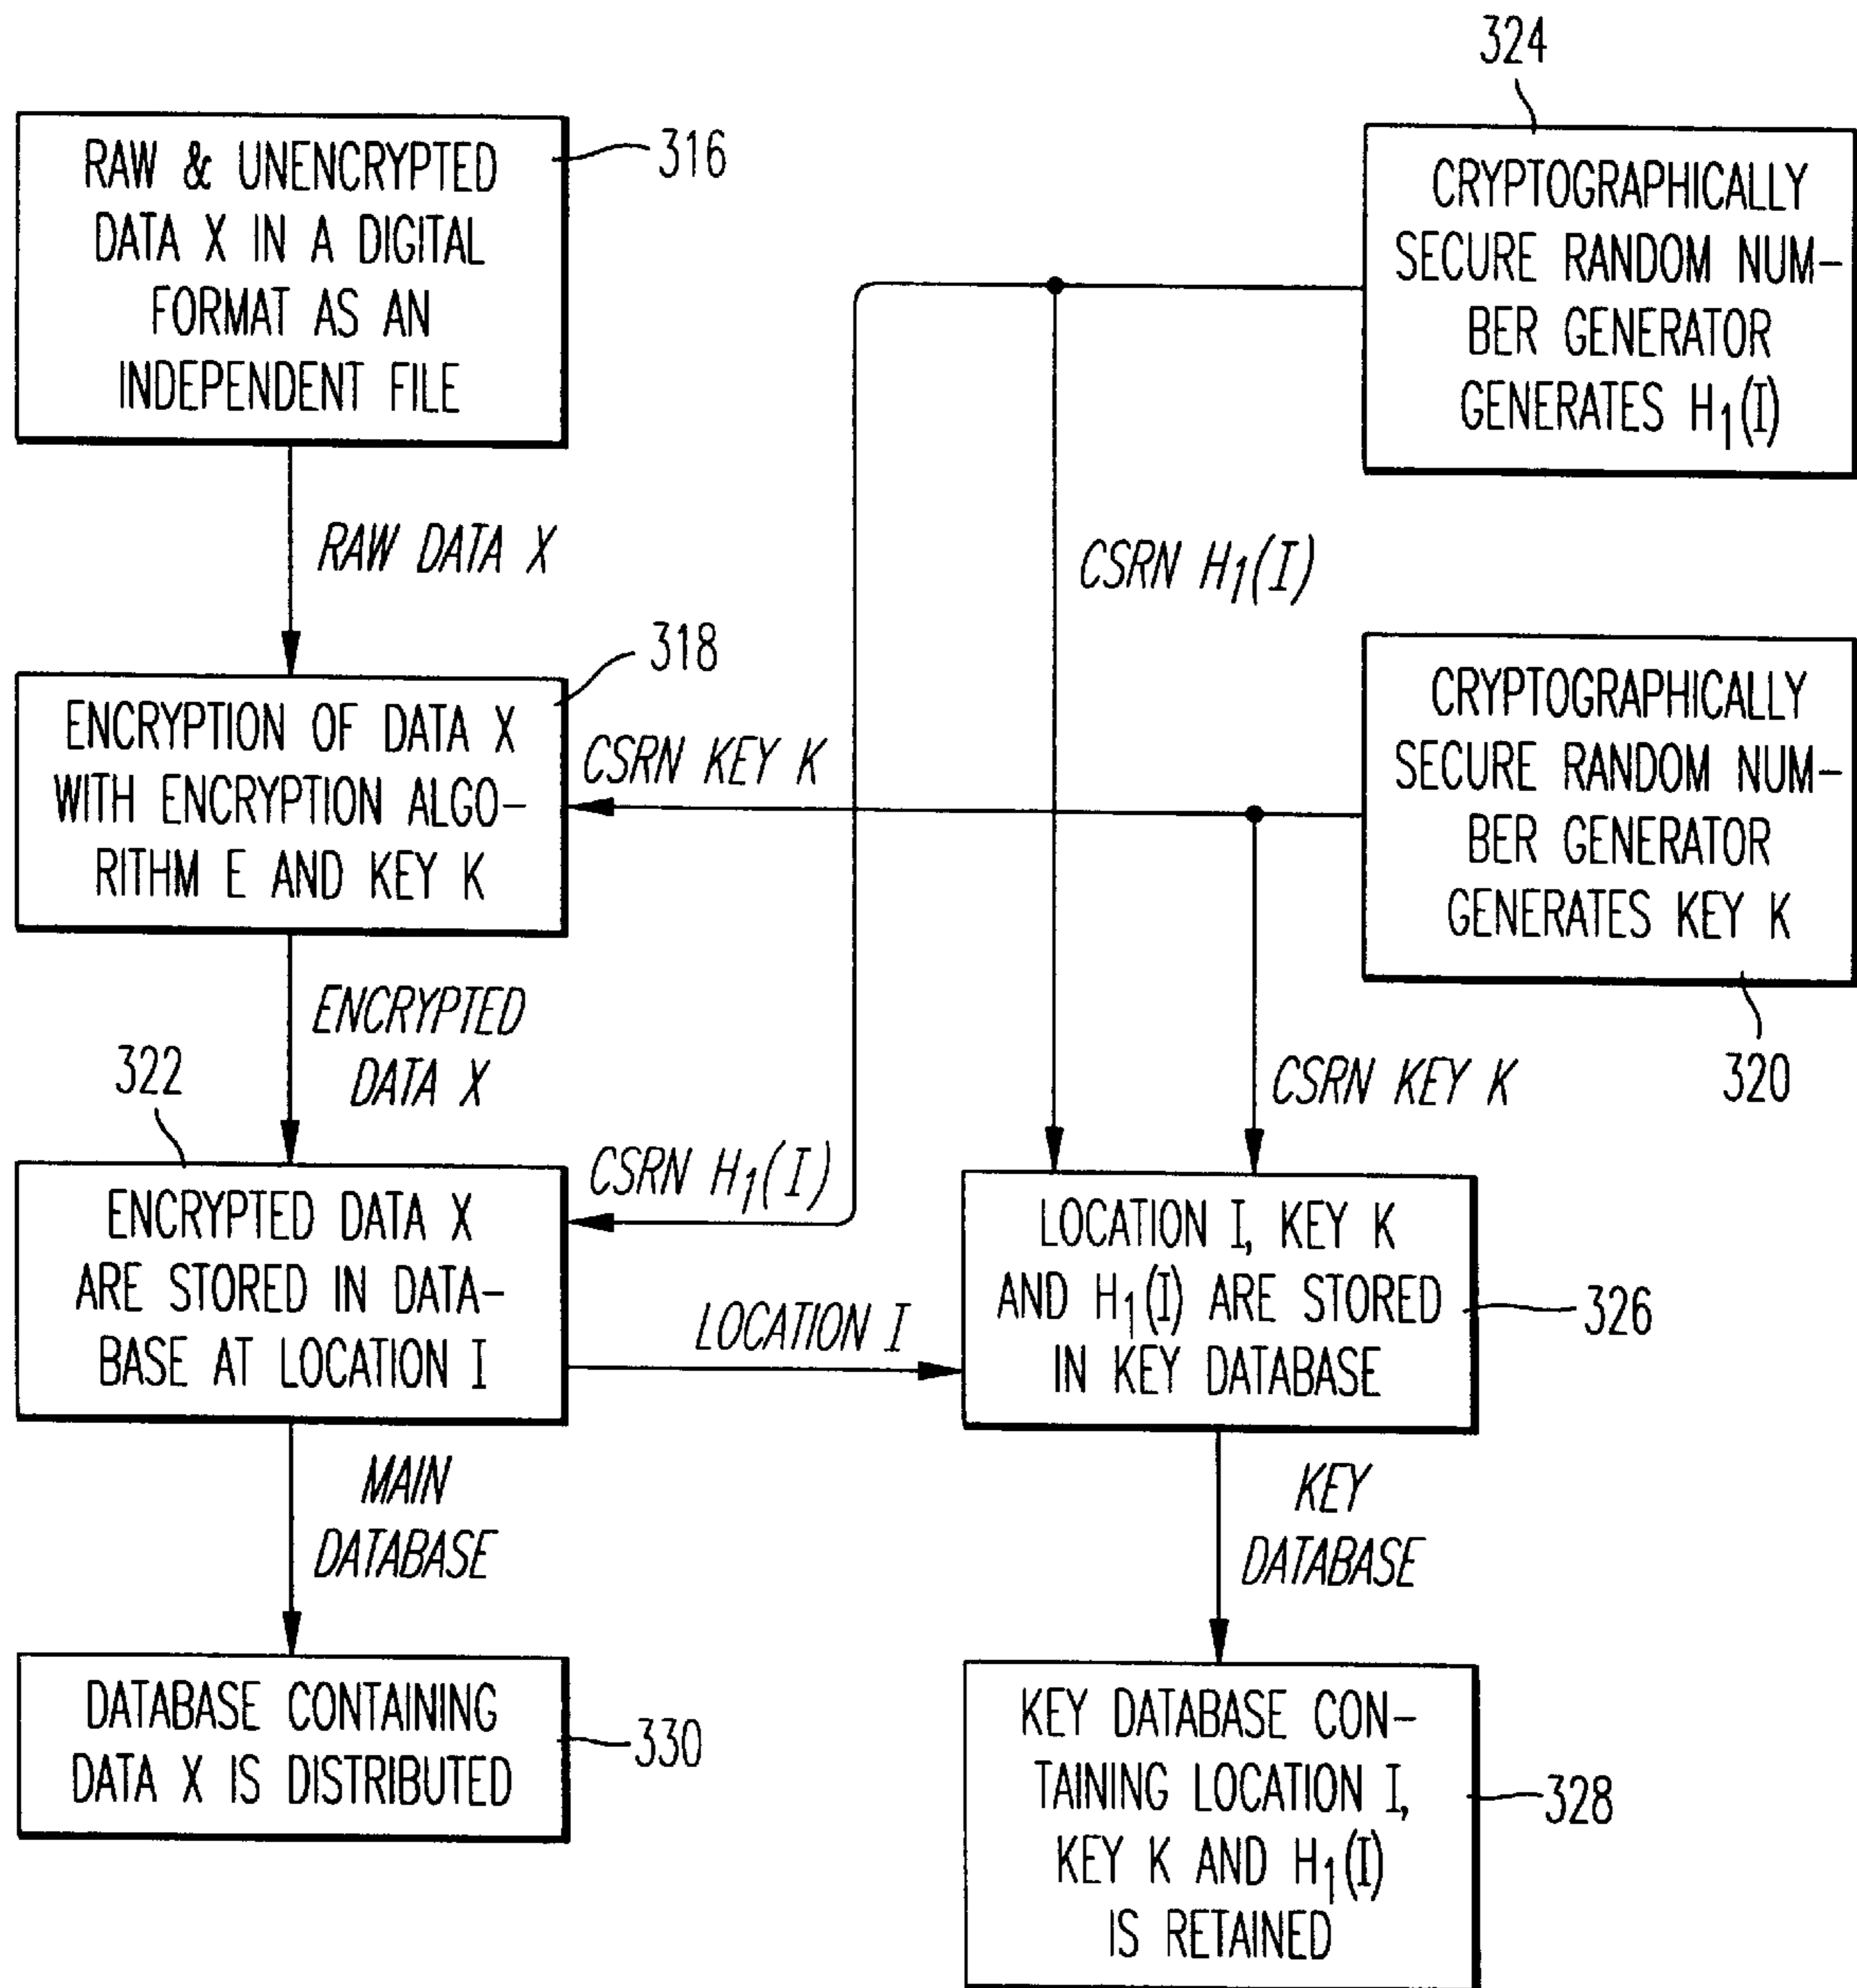 324
RAW & UNENCRYPTED
DATA X IN A DIGITAL
FORMAT AS AN
INDEPENDENT FILE
316
CRYPTOGRAPHICALLY
SECURE RANDOM NUM-
BER GENERATOR
GENERATES H1(I)
RAW DATA X
CSRN H1(I)
318
ENCRYPTION OF DATA X
WITH ENCRYPTION ALGO-
RITHM E AND KEY K
CSRN KEY K
CRYPTOGRAPHICALLY
SECURE RANDOM NUM-
BER GENERATOR
GENERATES KEY K
320
ENCRYPTED
DATA X
CSRN KEY K
322
ENCRYPTED DATA X
ARE STORED IN DATA-
BASE AT LOCATION I
CSRN H1(I)
LOCATION I
LOCATION I, KEY K
AND H1(I) ARE STORED
IN KEY DATABASE
326
MAIN
DATABASE
KEY
DATABASE
DATABASE CONTAINING
DATA X IS DISTRIBUTED
330
KEY DATABASE CON-
TAINING LOCATION I,
KEY K AND H1(I)
IS RETAINED
328